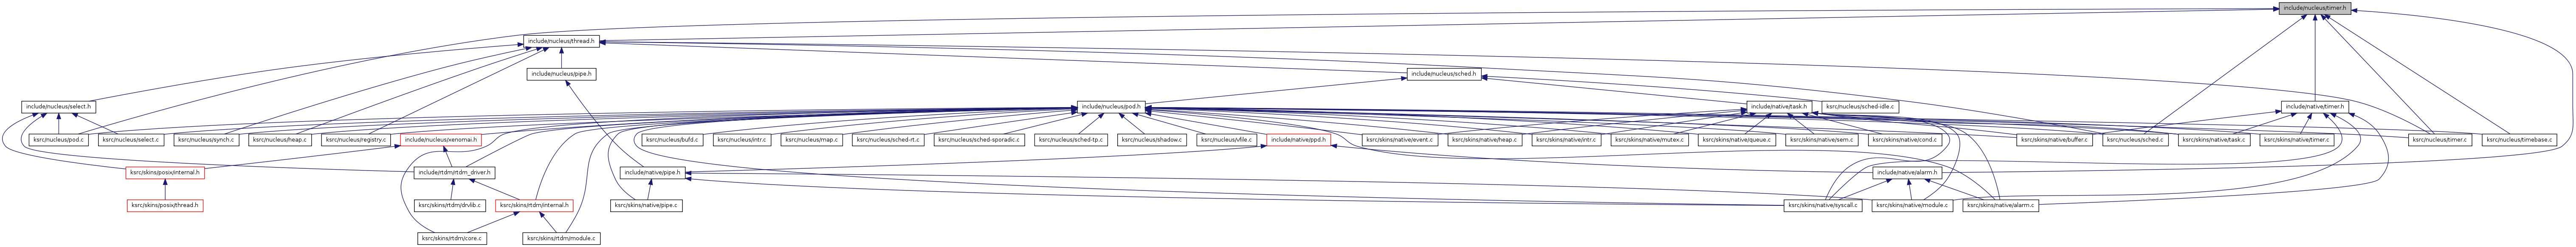 include/nucleus/timer.h
include/nucleus/thread.h
include/nucleus/pipe.h
include/nucleus/sched.h
include/nucleus/select.h
include/nucleus/pod.h
include/native/task.h
ksrc/nucleus/sched-idle.c
include/native/timer.h
ksrc/nucleus/pod.c
ksrc/nucleus/select.c
ksrc/nucleus/synch.c
ksrc/nucleus/heap.c
ksrc/nucleus/registry.c
include/nucleus/xenomai.h
ksrc/nucleus/bufd.c
ksrc/nucleus/intr.c
ksrc/nucleus/map.c
ksrc/nucleus/sched-rt.c
ksrc/nucleus/sched-sporadic.c
ksrc/nucleus/sched-tp.c
ksrc/nucleus/shadow.c
ksrc/nucleus/vfile.c
include/native/ppd.h
ksrc/skins/native/event.c
ksrc/skins/native/heap.c
ksrc/skins/native/intr.c
ksrc/skins/native/mutex.c
ksrc/skins/native/queue.c
ksrc/skins/native/sem.c
ksrc/skins/native/cond.c
ksrc/skins/native/buffer.c
ksrc/nucleus/sched.c
ksrc/skins/native/task.c
ksrc/skins/native/timer.c
ksrc/nucleus/timer.c
ksrc/nucleus/timebase.c
ksrc/skins/posix/internal.h
include/rtdm/rtdm_driver.h
include/native/pipe.h
include/native/alarm.h
ksrc/skins/posix/thread.h
ksrc/skins/rtdm/drvlib.c
ksrc/skins/rtdm/internal.h
ksrc/skins/native/pipe.c
ksrc/skins/native/syscall.c
ksrc/skins/native/module.c
ksrc/skins/native/alarm.c
ksrc/skins/rtdm/core.c
ksrc/skins/rtdm/module.c